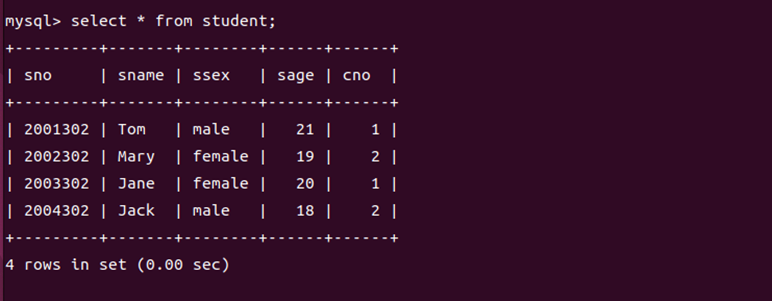 mysql> select * from student;
+---------+-------+--------+------+------+
| sno     | sname | ssex   | sage | cno  |
+---------+-------+--------+------+------+
| 2001302 | Tom   | male   |   21 |    1 |
| 2002302 | Mary  | female |   19 |    2 |
| 2003302 | Jane  | female |   20 |    1 |
| 2004302 | Jack  | male   |   18 |    2 |
+---------+-------+--------+------+------+
4 rows in set (0.00 sec)